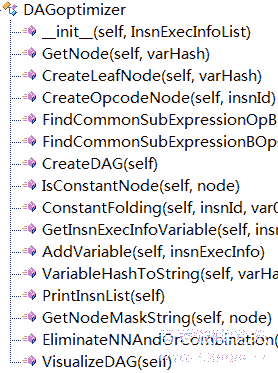 DAGoptimizer
__init__(self, InsnExecInfoList)
GetNode(self, varHash)
CreateLeafNode(self, varHash)
CreateOpcodeNode(self, insnId)
FindCommonSubExpressionOpB
FindCommonSubExpressionBOp
CreateDAG(self)
IsConstantNode(self, node)
ConstantFolding(self, insnId, varO
GetInsnExecInfoVariable(self, insn
AddVariable(self, insnExecInfo)
VariableHashToString(self, varHa
PrintInsnList(self)
GetNodeMaskString(self, node)
EliminateNNAndOrCombination(
VisualizeDAG(self)